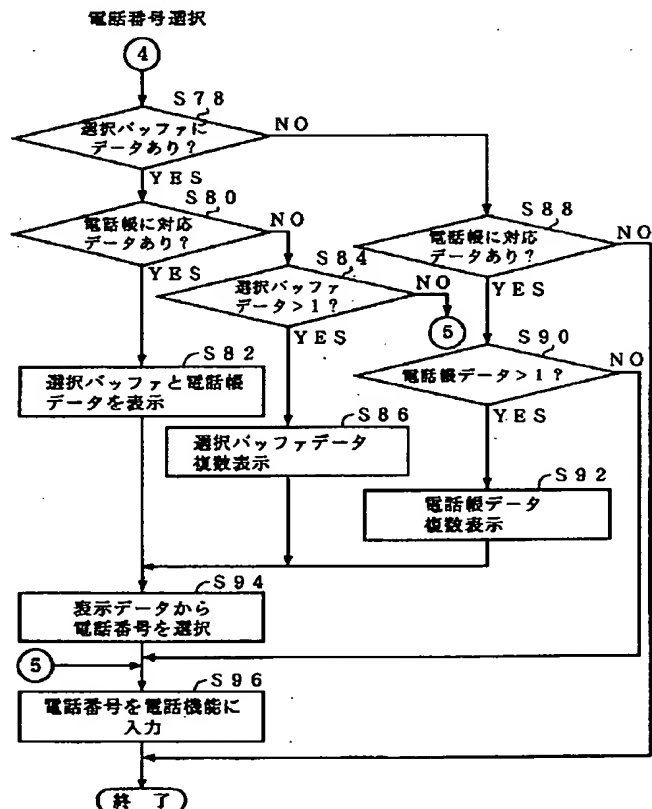 電話番号選択
4
S78
選択バッファに
データあり?
NO
YES
S80
電話帳に対応
データあり?
NO
YES
S88
電話帳に対応
データあり?
NO
YES
S84
選択バッファ
データ>1?
NO
YES
5
S90
電話帳データ>1?
NO
YES
S82
選択バッファと電話帳
データを表示
S86
選択バッファデータ
複数表示
S92
電話帳データ
複数表示
S94
表示データから
電話番号を選択
5
S96
電話番号を電話機能に
入力
終了